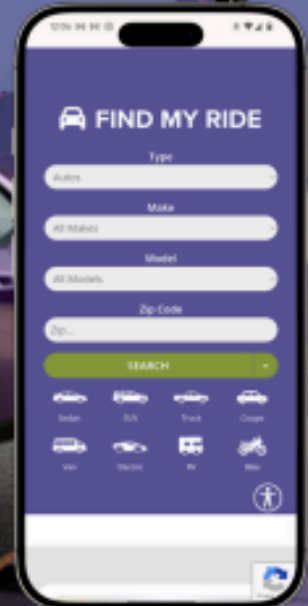 FIND MY RIDE
Type
Autos
Make
All Makes
Model
All Models
Zip Code
Zip...
SEARCH
Sedan SUV Truck Coupe
Van Electric RV Bike